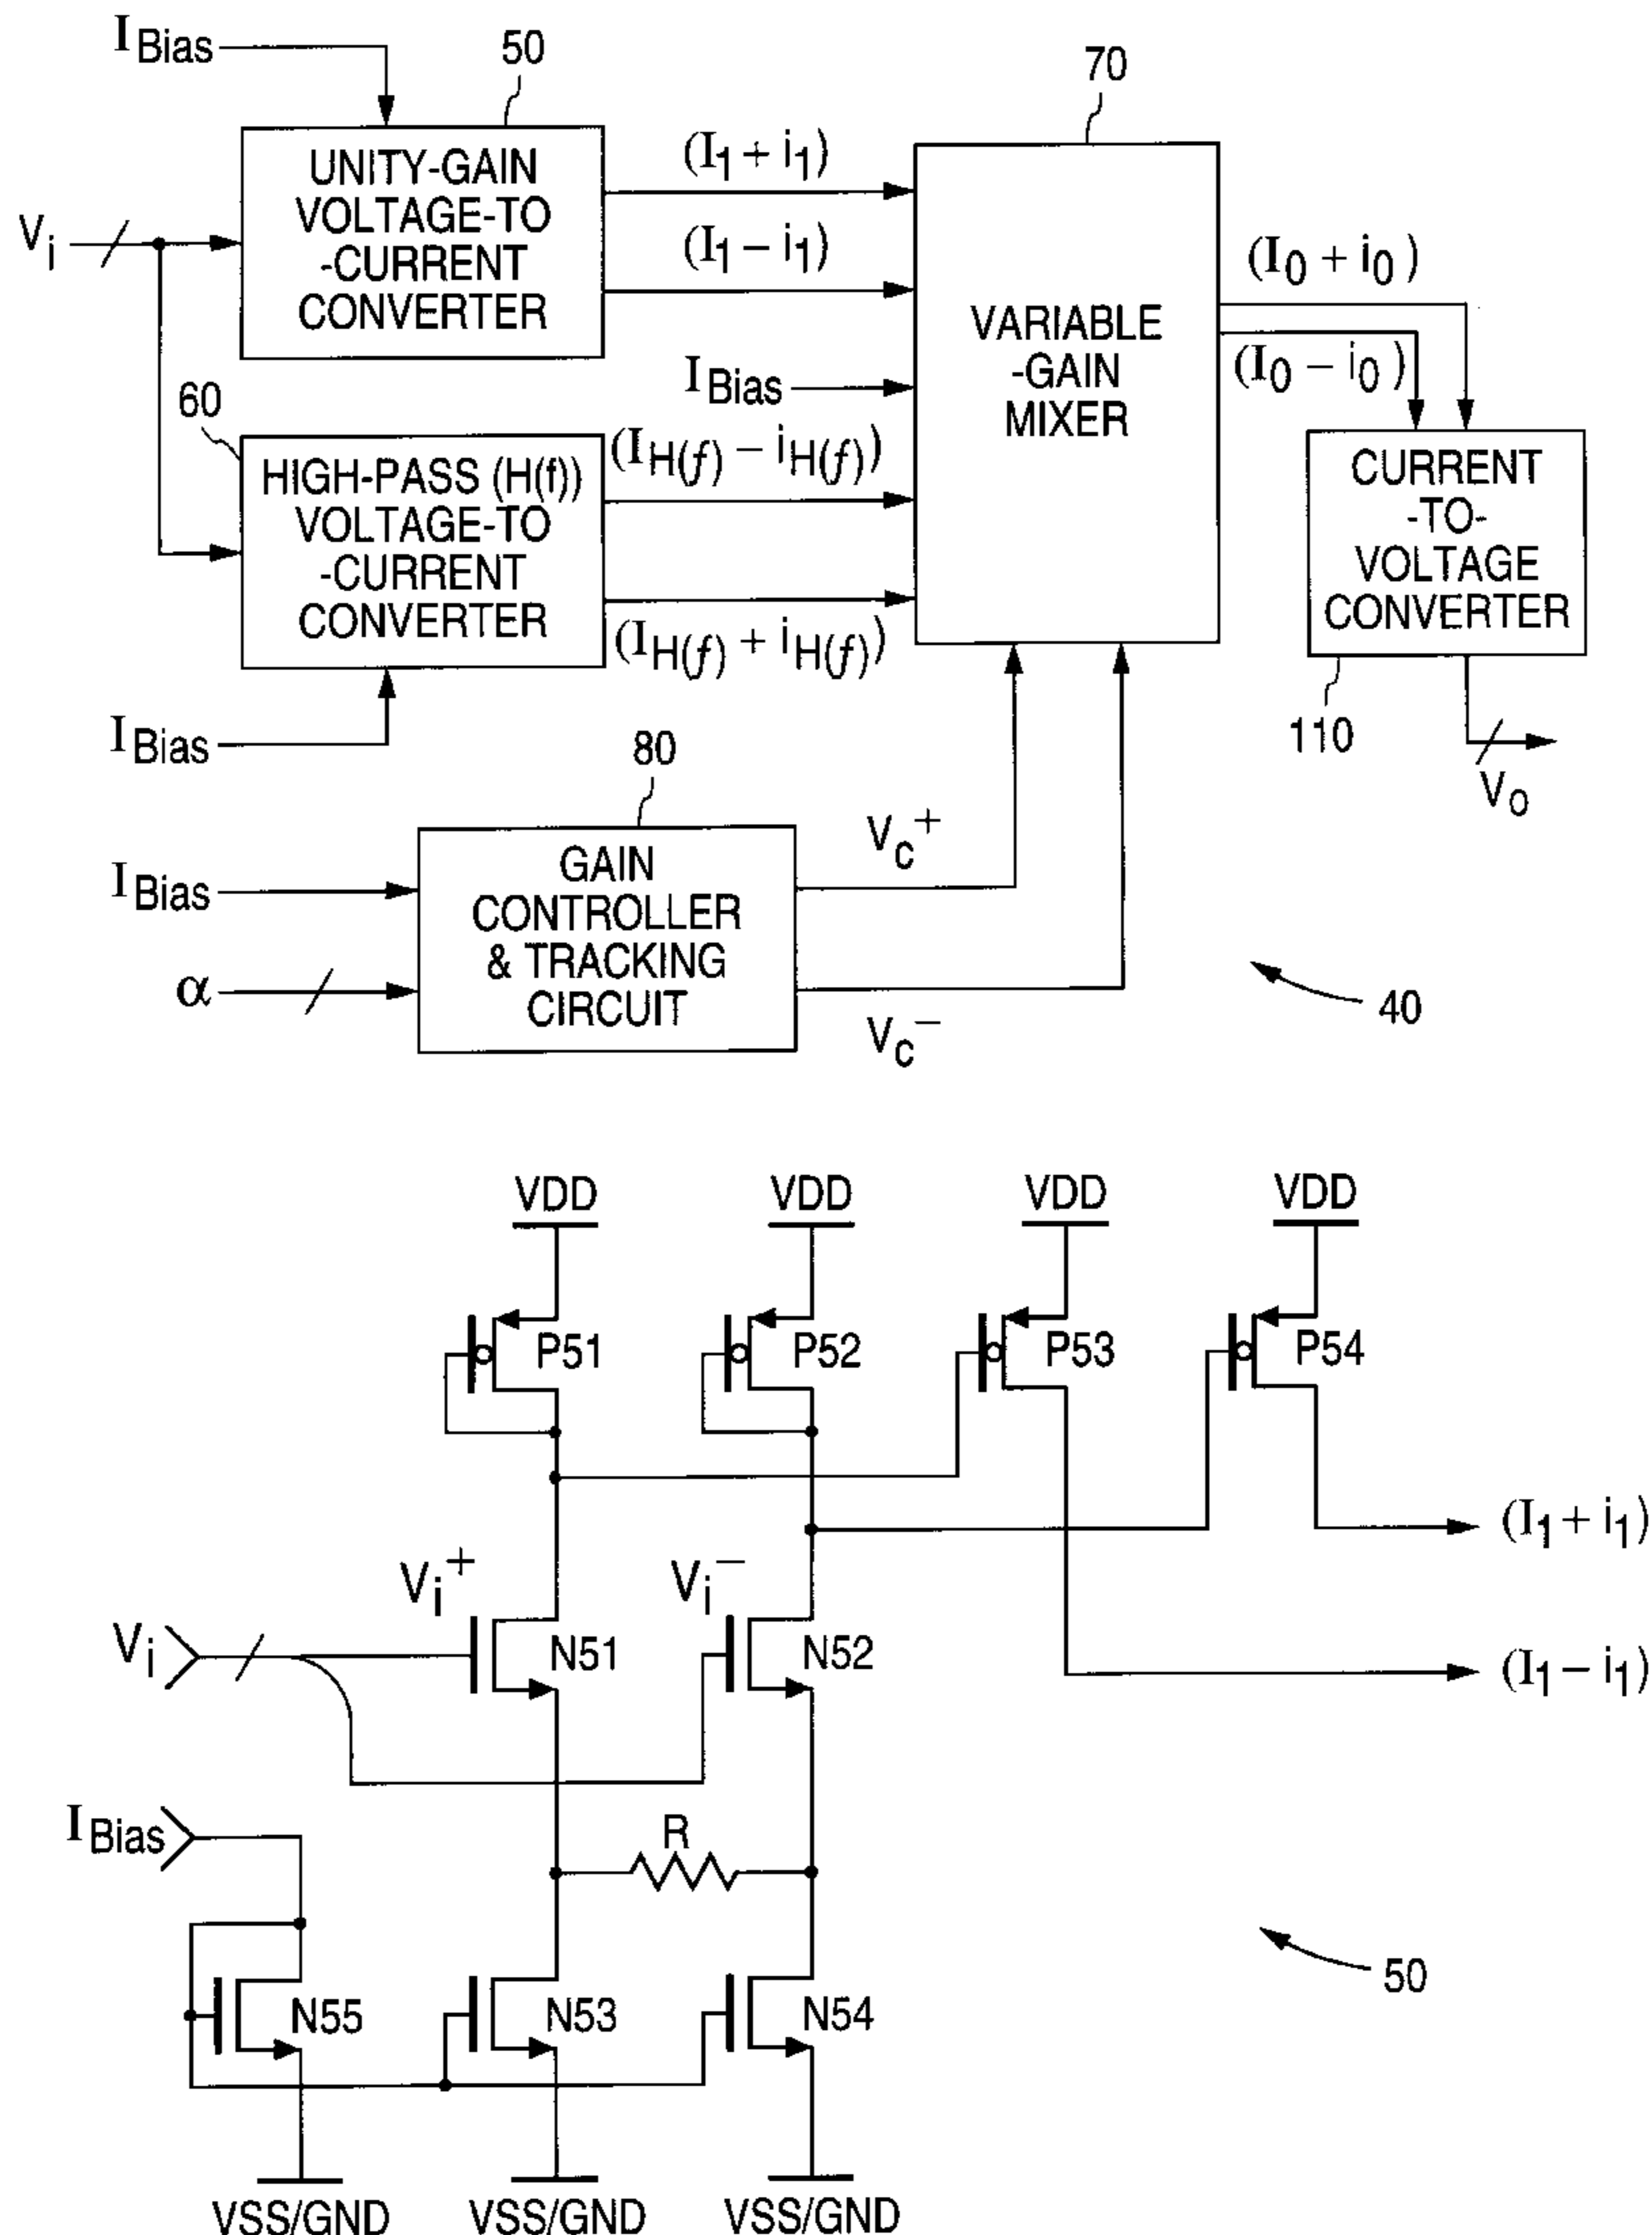 I Bias
50
70
UNITY-GAIN
VOLTAGE-TO
-CURRENT
CONVERTER
(I1 + i1)
(I1 − i1)
Vi
VARIABLE
-GAIN
MIXER
(I0 + i0)
(I0 − i0)
I Bias
60
HIGH-PASS (H(f))
VOLTAGE-TO
-CURRENT
CONVERTER
(IH(f) − iH(f))
(IH(f) + iH(f))
CURRENT
-TO-
VOLTAGE
CONVERTER
I Bias
110
Vo
80
I Bias
α
GAIN
CONTROLLER
& TRACKING
CIRCUIT
Vc+
Vc−
40
VDD
VDD
VDD
VDD
P51
P52
P53
P54
(I1 + i1)
(I1 − i1)
Vi+
Vi−
Vi
N51
N52
I Bias
R
N55
N53
N54
50
VSS/GND
VSS/GND
VSS/GND